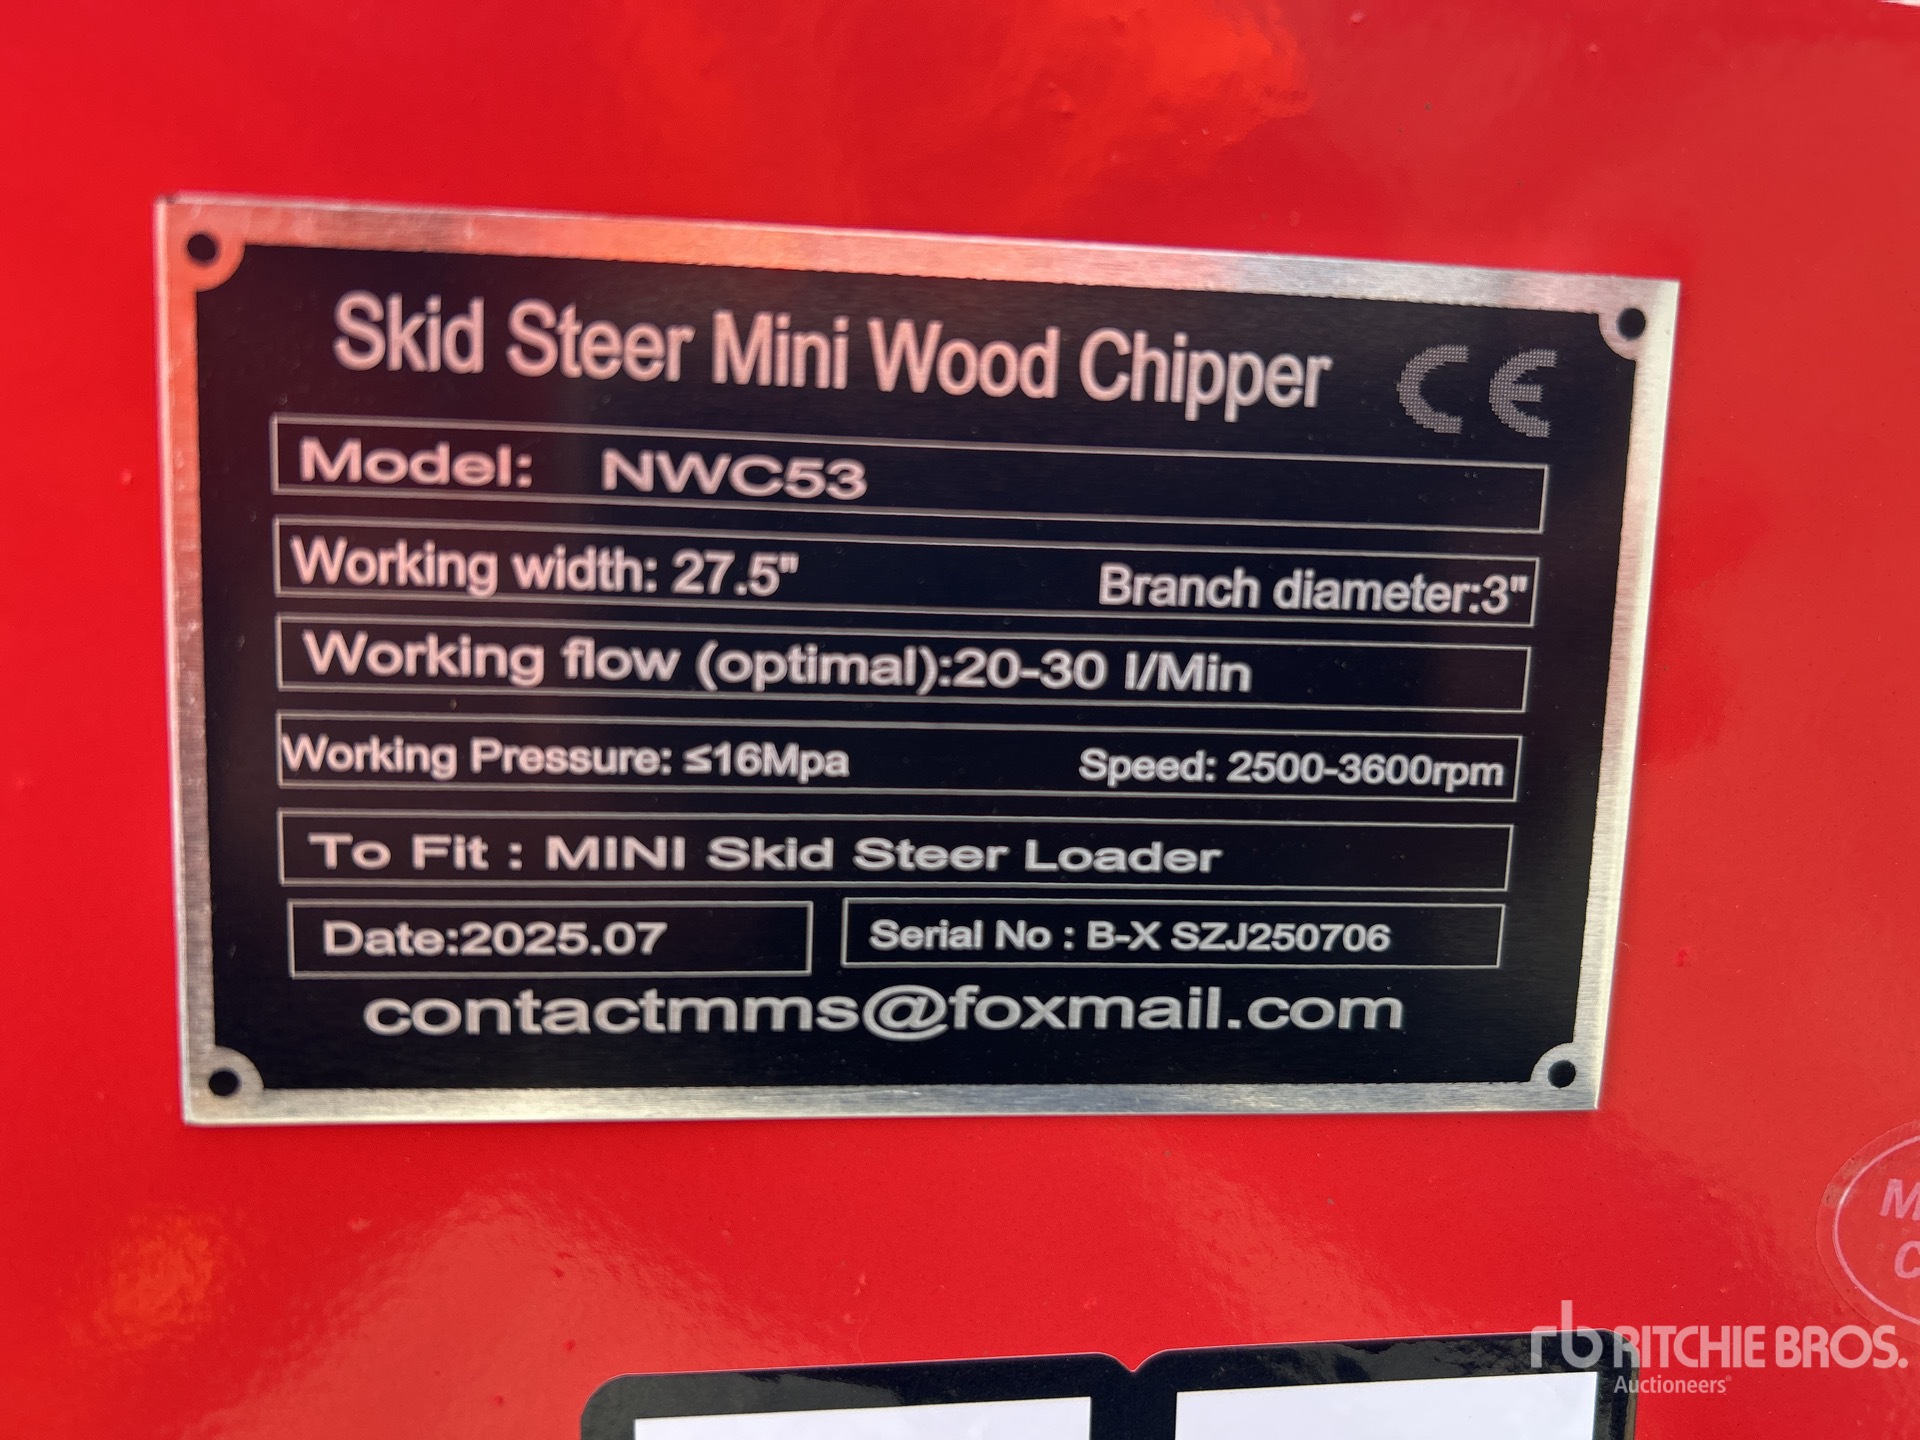 Skid Steer Mini Wood Chipper CE
Model: NWC53
Working width: 27.5" Branch diameter:3"
Working flow (optimal):20-30 l/Min
Working Pressure: ≤16Mpa Speed: 2500-3600rpm
To Fit : MINI Skid Steer Loader
Date:2025.07 Serial No : B-X SZJ250706
contactmms@foxmail.com
rb RITCHIE BROS.
Auctioneers